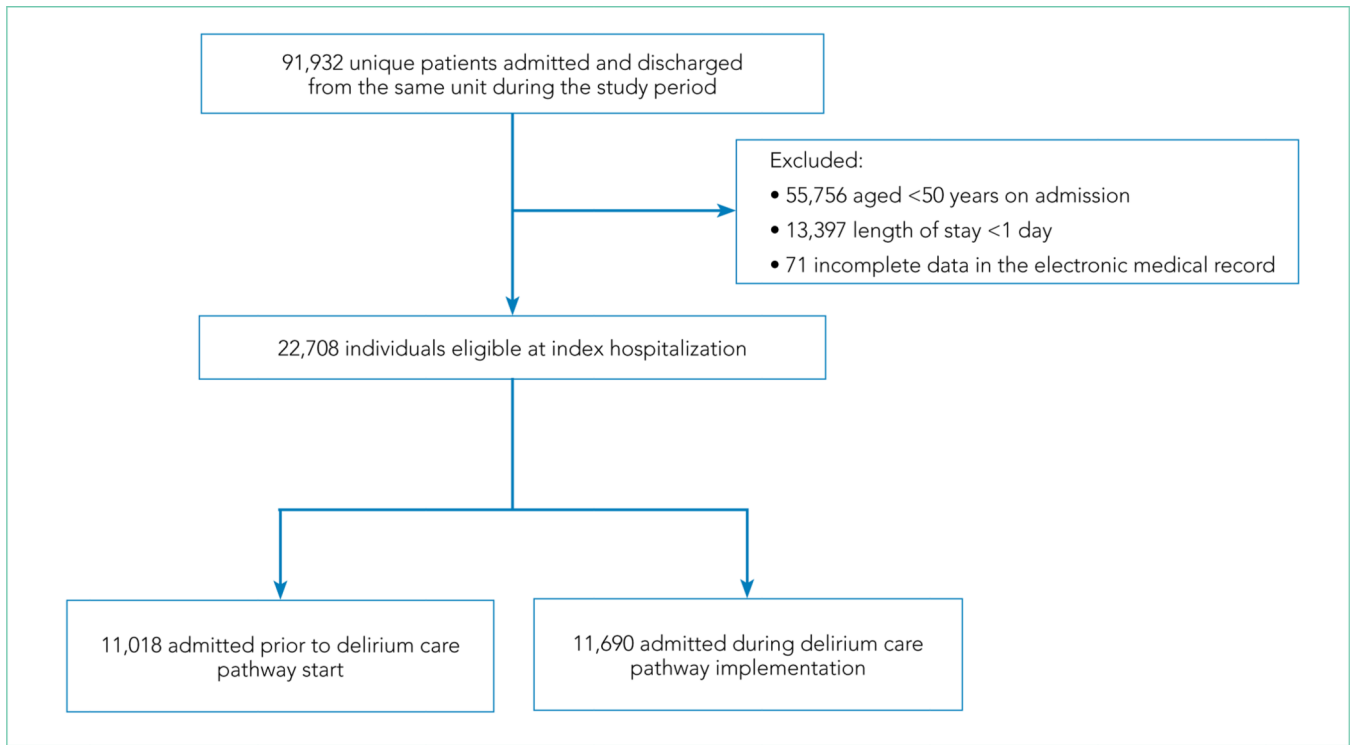 91,932 unique patients admitted and discharged
from the same unit during the study period
Excluded:
• 55,756 aged <50 years on admission
• 13,397 length of stay <1 day
• 71 incomplete data in the electronic medical record
22,708 individuals eligible at index hospitalization
11,018 admitted prior to delirium care
pathway start
11,690 admitted during delirium care
pathway implementation